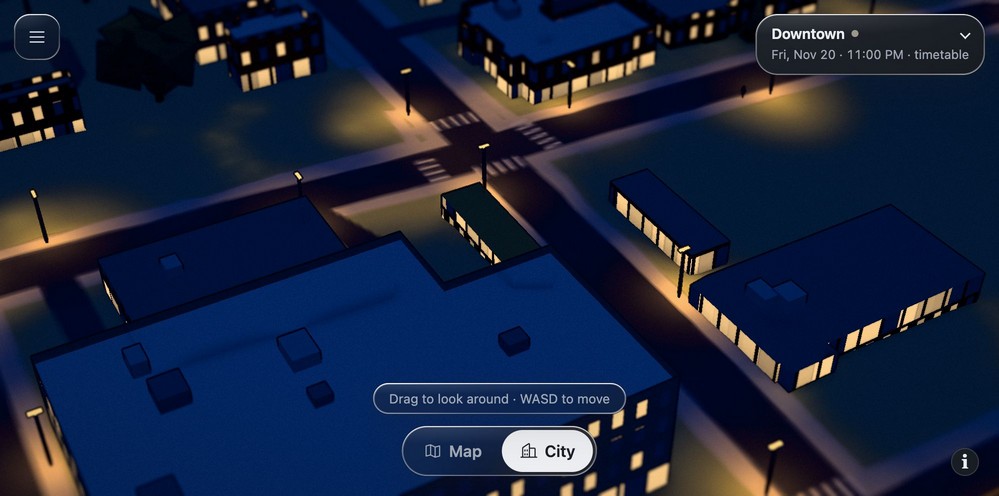 Downtown
Fri, Nov 20 · 11:00 PM · timetable
Drag to look around · WASD to move
Map
City